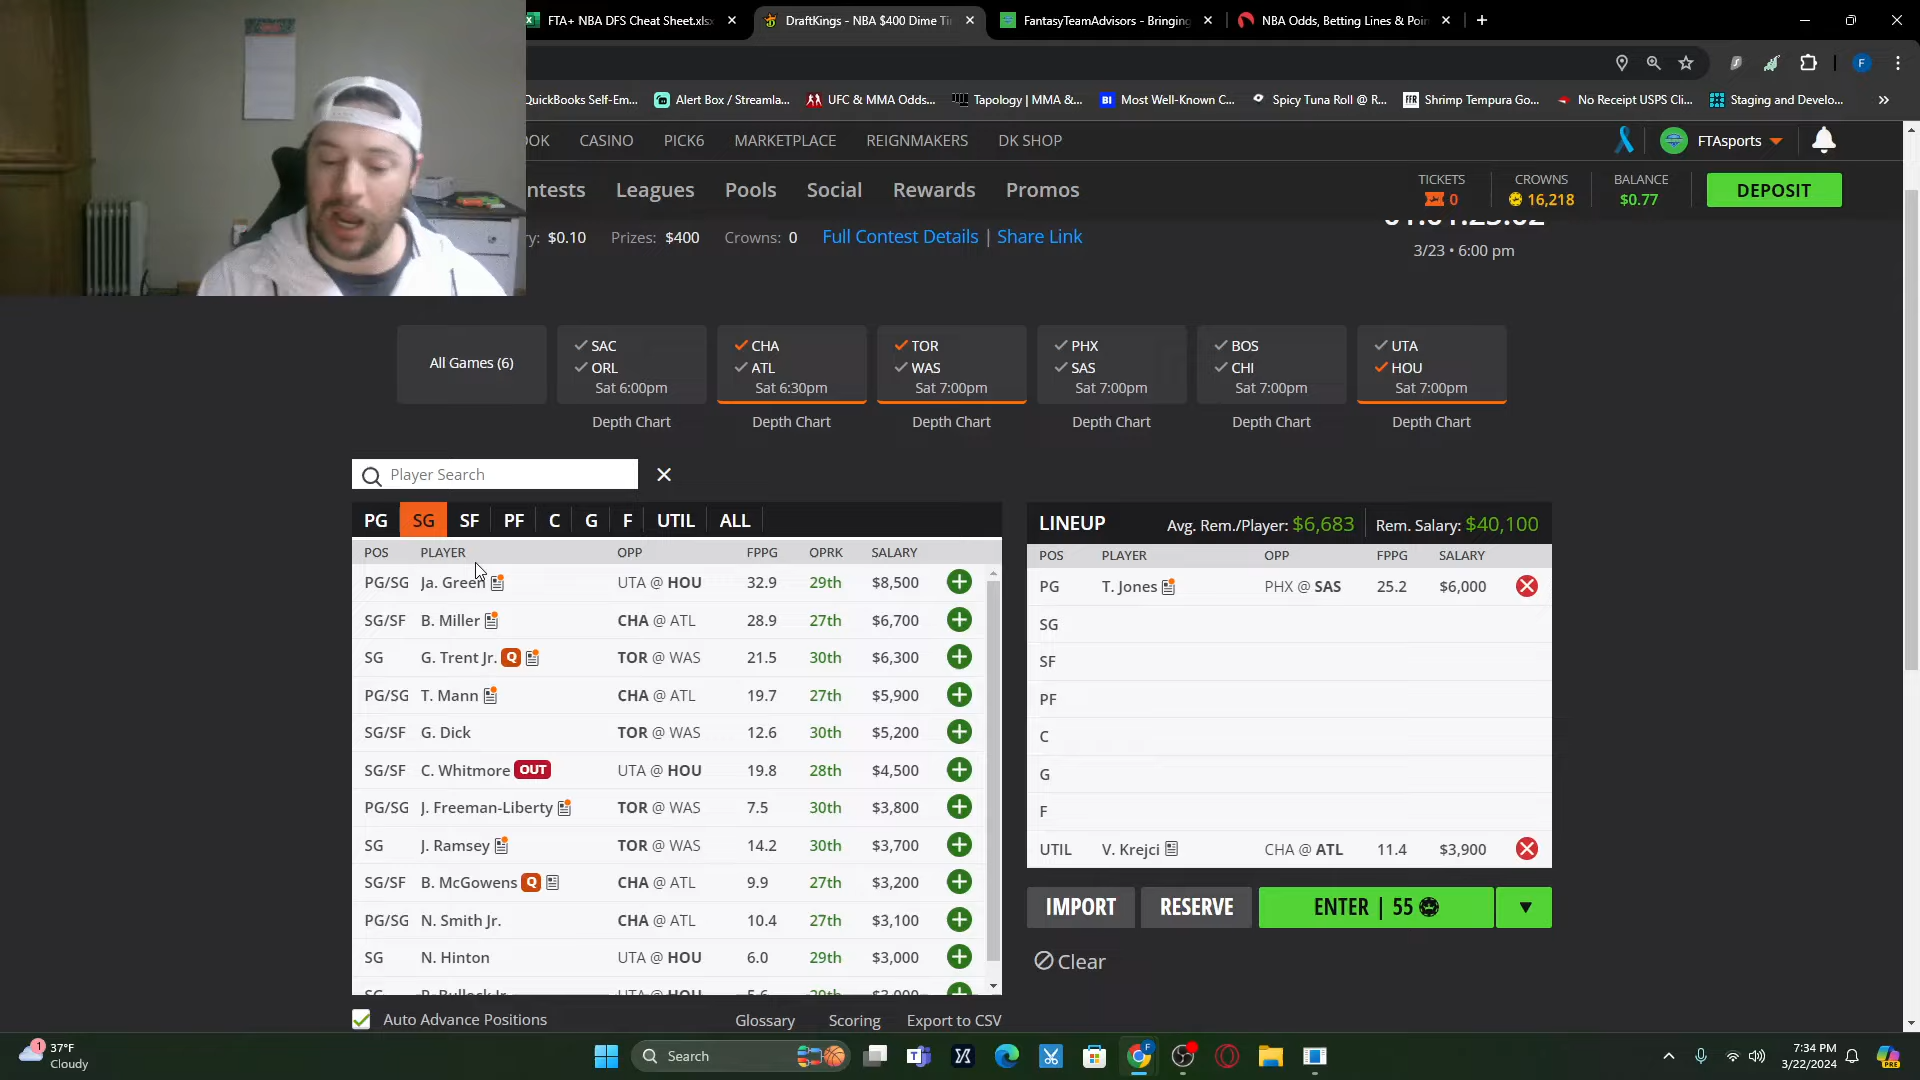 FTA+ NBA DFS Cheat Sheet.xlsx
DraftKings - NBA $400 Dime Ti
FantasyTeamAdvisors - Bringing
NBA Odds, Betting Lines & Poin
QuickBooks Self-Em...
Alert Box / Streamla...
UFC & MMA Odds...
Tapology | MMA &...
Most Well-Known C...
Spicy Tuna Roll @ R...
Shrimp Tempura Go...
No Receipt USPS Cli...
Staging and Develo...
OOK CASINO PICK6 MARKETPLACE REIGNMAKERS DK SHOP
FTAsports
ntests Leagues Pools Social Rewards Promos
TICKETS 0
CROWNS 16,218
BALANCE $0.77
DEPOSIT
ry: $0.10 Prizes: $400 Crowns: 0 Full Contest Details | Share Link
3/23 • 6:00 pm
All Games (6)
SAC
ORL
Sat 6:00pm
Depth Chart
CHA
ATL
Sat 6:30pm
Depth Chart
TOR
WAS
Sat 7:00pm
Depth Chart
PHX
SAS
Sat 7:00pm
Depth Chart
BOS
CHI
Sat 7:00pm
Depth Chart
UTA
HOU
Sat 7:00pm
Depth Chart
Player Search
PG SG SF PF C G F UTIL ALL
POS PLAYER OPP FPPG OPRK SALARY
PG/SG Ja. Green UTA @ HOU 32.9 29th $8,500
SG/SF B. Miller CHA @ ATL 28.9 27th $6,700
SG G. Trent Jr. Q TOR @ WAS 21.5 30th $6,300
PG/SG T. Mann CHA @ ATL 19.7 27th $5,900
SG/SF G. Dick TOR @ WAS 12.6 30th $5,200
SG/SF C. Whitmore OUT UTA @ HOU 19.8 28th $4,500
PG/SG J. Freeman-Liberty TOR @ WAS 7.5 30th $3,800
SG J. Ramsey TOR @ WAS 14.2 30th $3,700
SG/SF B. McGowens Q CHA @ ATL 9.9 27th $3,200
PG/SG N. Smith Jr. CHA @ ATL 10.4 27th $3,100
SG N. Hinton UTA @ HOU 6.0 29th $3,000
SG R. Bullock Jr. UTA @ HOU 5.6 29th $3,000
Auto Advance Positions Glossary Scoring Export to CSV
LINEUP Avg. Rem./Player: $6,683 Rem. Salary: $40,100
POS PLAYER OPP FPPG SALARY
PG T. Jones PHX @ SAS 25.2 $6,000
SG
SF
PF
C
G
F
UTIL V. Krejci CHA @ ATL 11.4 $3,900
IMPORT RESERVE ENTER | 55
Clear
1
37°F
Cloudy
Search
7:34 PM
3/22/2024